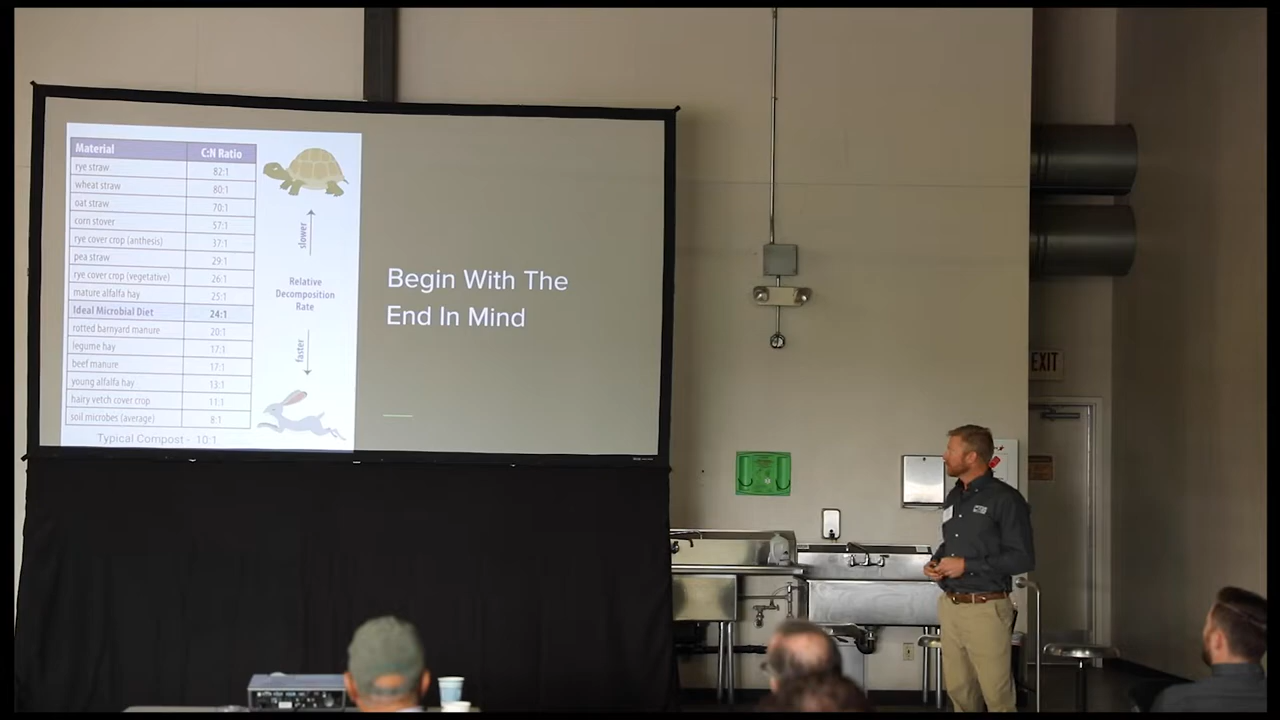 Material C:N Ratio
rye straw 82:1
wheat straw 80:1
oat straw 70:1
corn stover 57:1
rye cover crop (anthesis) 37:1
pea straw 29:1
rye cover crop (vegetative) 26:1
mature alfalfa hay 25:1
Ideal Microbial Diet 24:1
rotted barnyard manure 20:1
legume hay 17:1
beef manure 17:1
young alfalfa hay 13:1
hairy vetch cover crop 11:1
soil microbes (average) 8:1
Typical Compost - 10:1
slower
Relative
Decomposition
Rate
faster
Begin With The
End In Mind
EXIT